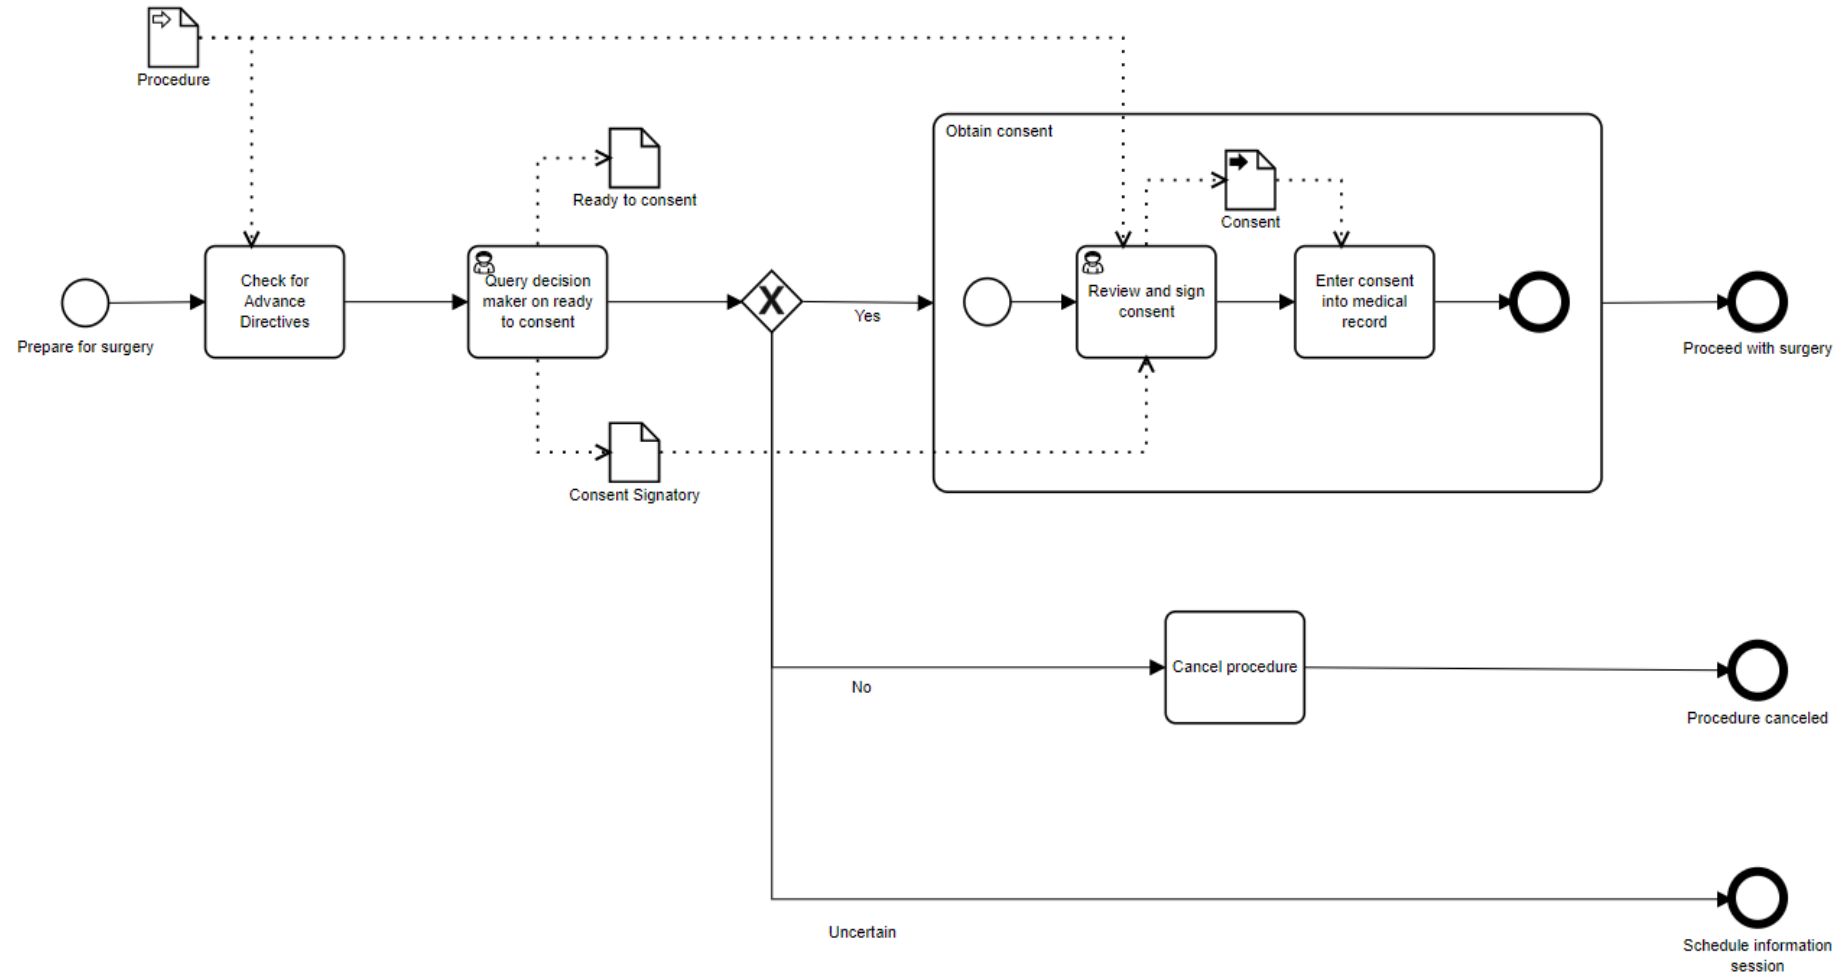 Procedure
Obtain consent
Ready to consent
Consent
Check for
Advance
Directives
Query decision
maker on ready
to consent
X
Yes
Review and sign
consent
Enter consent
into medical
record
Prepare for surgery
Proceed with surgery
Consent Signatory
Cancel procedure
No
Procedure canceled
Uncertain
Schedule information
session